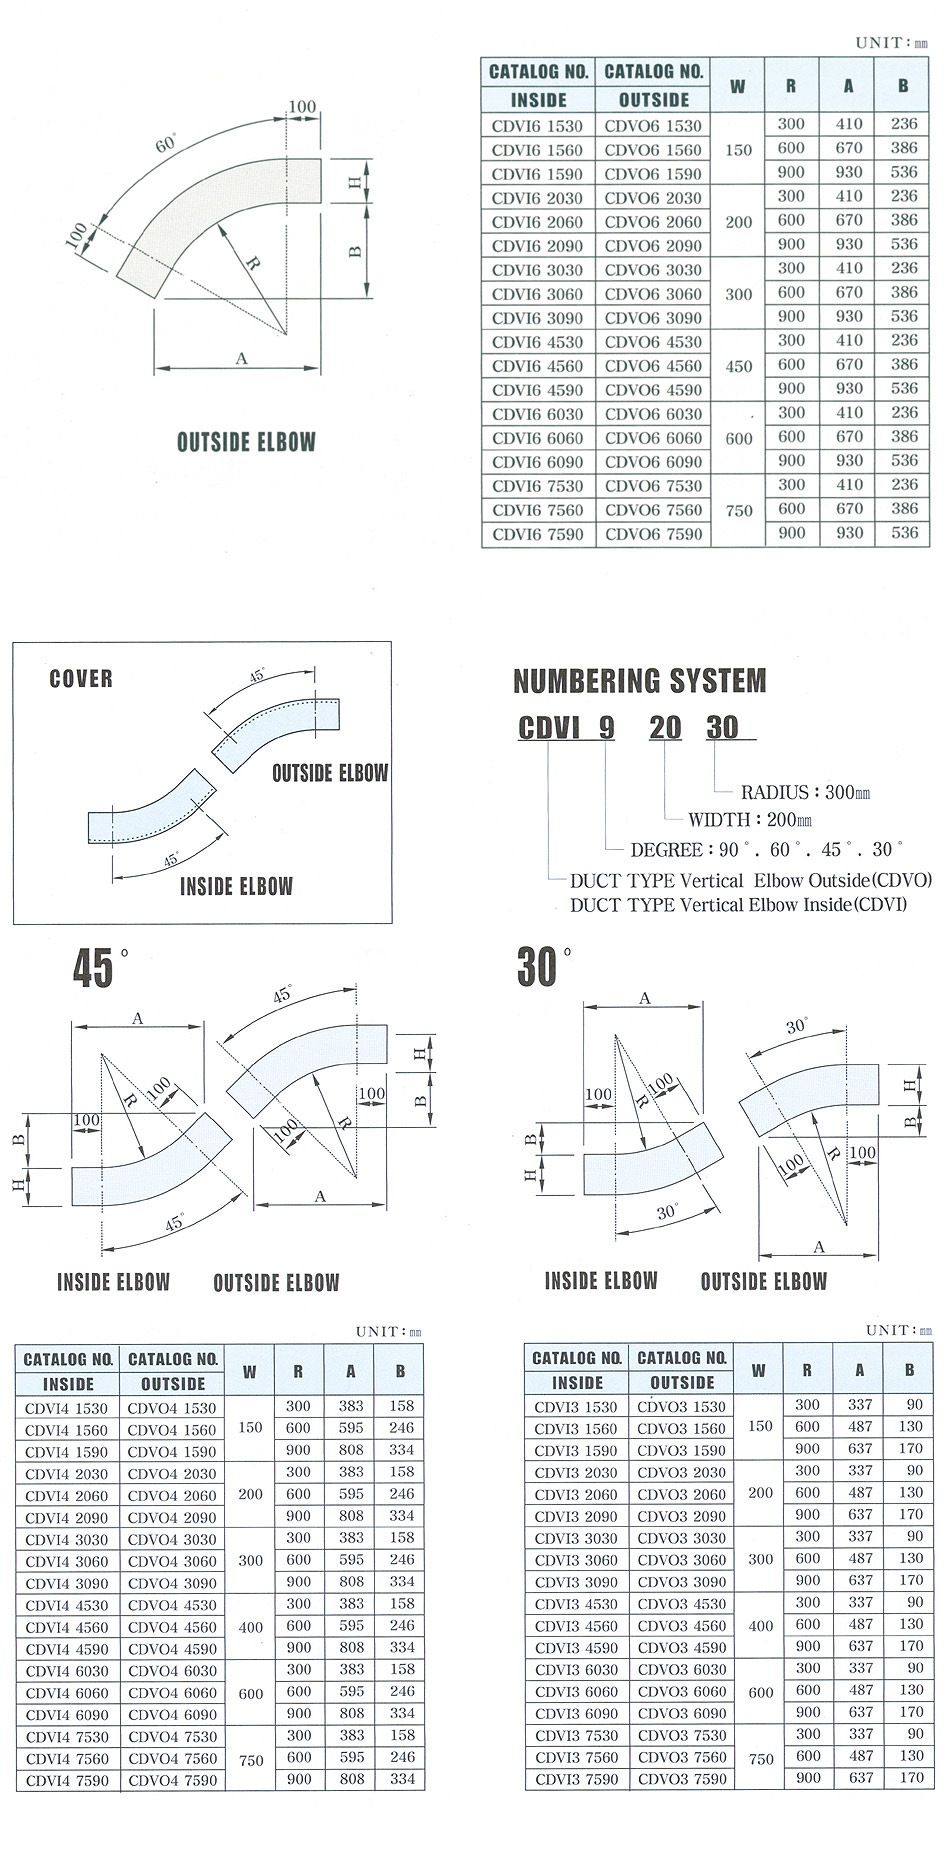 UNIT : ㎜
100
60°
100
H
B
R
A
OUTSIDE ELBOW
CATALOG NO. CATALOG NO. W R A B
INSIDE OUTSIDE
CDVI6 1530 CDVO6 1530 150 300 410 236
CDVI6 1560 CDVO6 1560 600 670 386
CDVI6 1590 CDVO6 1590 900 930 536
CDVI6 2030 CDVO6 2030 200 300 410 236
CDVI6 2060 CDVO6 2060 600 670 386
CDVI6 2090 CDVO6 2090 900 930 536
CDVI6 3030 CDVO6 3030 300 300 410 236
CDVI6 3060 CDVO6 3060 600 670 386
CDVI6 3090 CDVO6 3090 900 930 536
CDVI6 4530 CDVO6 4530 450 300 410 236
CDVI6 4560 CDVO6 4560 600 670 386
CDVI6 4590 CDVO6 4590 900 930 536
CDVI6 6030 CDVO6 6030 600 300 410 236
CDVI6 6060 CDVO6 6060 600 670 386
CDVI6 6090 CDVO6 6090 900 930 536
CDVI6 7530 CDVO6 7530 750 300 410 236
CDVI6 7560 CDVO6 7560 600 670 386
CDVI6 7590 CDVO6 7590 900 930 536
COVER
45°
OUTSIDE ELBOW
45°
INSIDE ELBOW
NUMBERING SYSTEM
CDVI 9 20 30
RADIUS : 300㎜
WIDTH : 200㎜
DEGREE : 90°. 60°. 45°. 30°
DUCT TYPE Vertical Elbow Outside(CDVO)
DUCT TYPE Vertical Elbow Inside(CDVI)
45°
A
45°
100
R
100
B
H
45°
H
B
100
100
R
A
INSIDE ELBOW OUTSIDE ELBOW
30°
A
30°
100
100
R
B
H
30°
H
B
100
R
100
A
INSIDE ELBOW OUTSIDE ELBOW
UNIT : ㎜
CATALOG NO. CATALOG NO. W R A B
INSIDE OUTSIDE
CDVI4 1530 CDVO4 1530 150 300 383 158
CDVI4 1560 CDVO4 1560 600 595 246
CDVI4 1590 CDVO4 1590 900 808 334
CDVI4 2030 CDVO4 2030 200 300 383 158
CDVI4 2060 CDVO4 2060 600 595 246
CDVI4 2090 CDVO4 2090 900 808 334
CDVI4 3030 CDVO4 3030 300 300 383 158
CDVI4 3060 CDVO4 3060 600 595 246
CDVI4 3090 CDVO4 3090 900 808 334
CDVI4 4530 CDVO4 4530 400 300 383 158
CDVI4 4560 CDVO4 4560 600 595 246
CDVI4 4590 CDVO4 4590 900 808 334
CDVI4 6030 CDVO4 6030 600 300 383 158
CDVI4 6060 CDVO4 6060 600 595 246
CDVI4 6090 CDVO4 6090 900 808 334
CDVI4 7530 CDVO4 7530 750 300 383 158
CDVI4 7560 CDVO4 7560 600 595 246
CDVI4 7590 CDVO4 7590 900 808 334
UNIT : ㎜
CATALOG NO. CATALOG NO. W R A B
INSIDE OUTSIDE
CDVI3 1530 CDVO3 1530 150 300 337 90
CDVI3 1560 CDVO3 1560 600 487 130
CDVI3 1590 CDVO3 1590 900 637 170
CDVI3 2030 CDVO3 2030 200 300 337 90
CDVI3 2060 CDVO3 2060 600 487 130
CDVI3 2090 CDVO3 2090 900 637 170
CDVI3 3030 CDVO3 3030 300 300 337 90
CDVI3 3060 CDVO3 3060 600 487 130
CDVI3 3090 CDVO3 3090 900 637 170
CDVI3 4530 CDVO3 4530 400 300 337 90
CDVI3 4560 CDVO3 4560 600 487 130
CDVI3 4590 CDVO3 4590 900 637 170
CDVI3 6030 CDVO3 6030 600 300 337 90
CDVI3 6060 CDVO3 6060 600 487 130
CDVI3 6090 CDVO3 6090 900 637 170
CDVI3 7530 CDVO3 7530 750 300 337 90
CDVI3 7560 CDVO3 7560 600 487 130
CDVI3 7590 CDVO3 7590 900 637 170